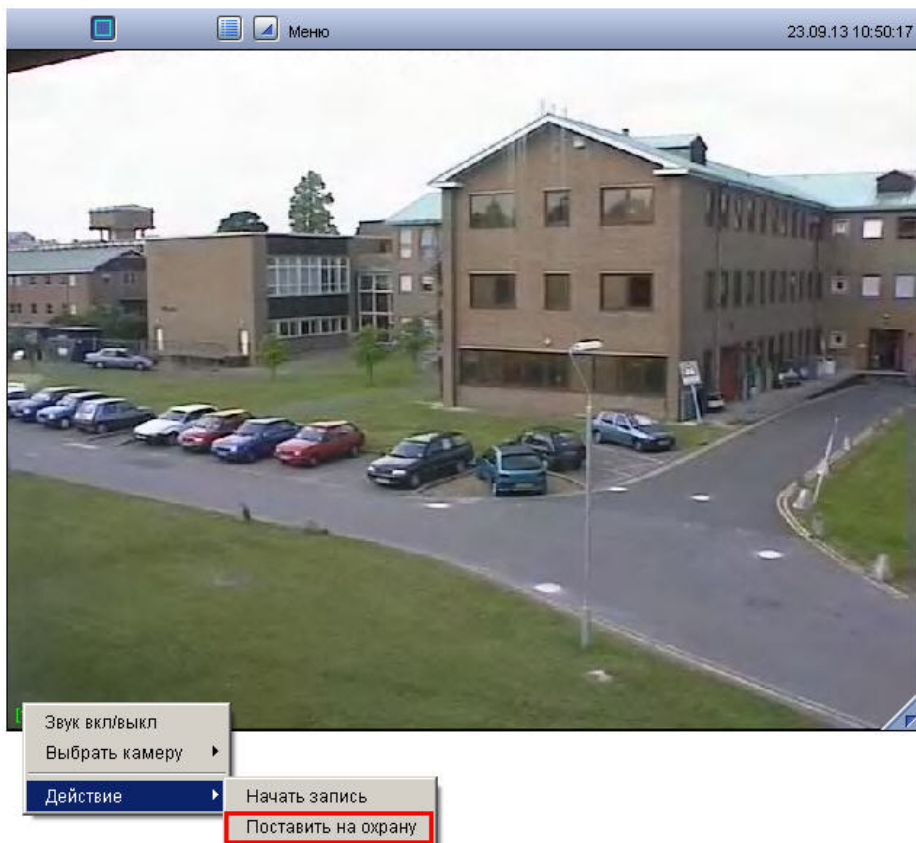 Меню
23.09.13 10:50:17
Звук вкл/выкл
Выбрать камеру
Действие
Начать запись
Поставить на охрану